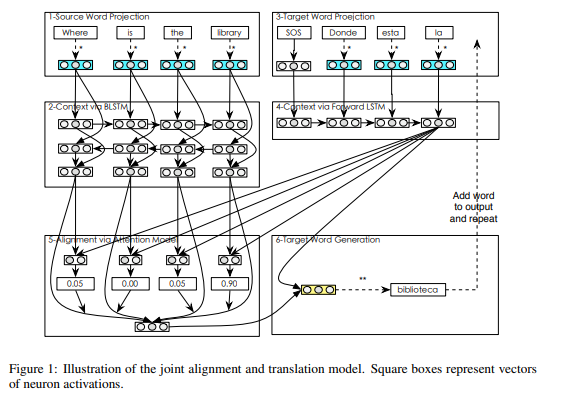 1-Source Word Projection
Where is the library
* * * *
2-Context via BLSTM
5-Alignment via Attention Model
0.05 0.00 0.05 0.90
3-Target Word Proejction
SOS Donde esta la
* * *
4-Context via Forward LSTM
Add word
to output
and repeat
6-Target Word Generation
**
biblioteca
Figure 1: Illustration of the joint alignment and translation model. Square boxes represent vectors
of neuron activations.